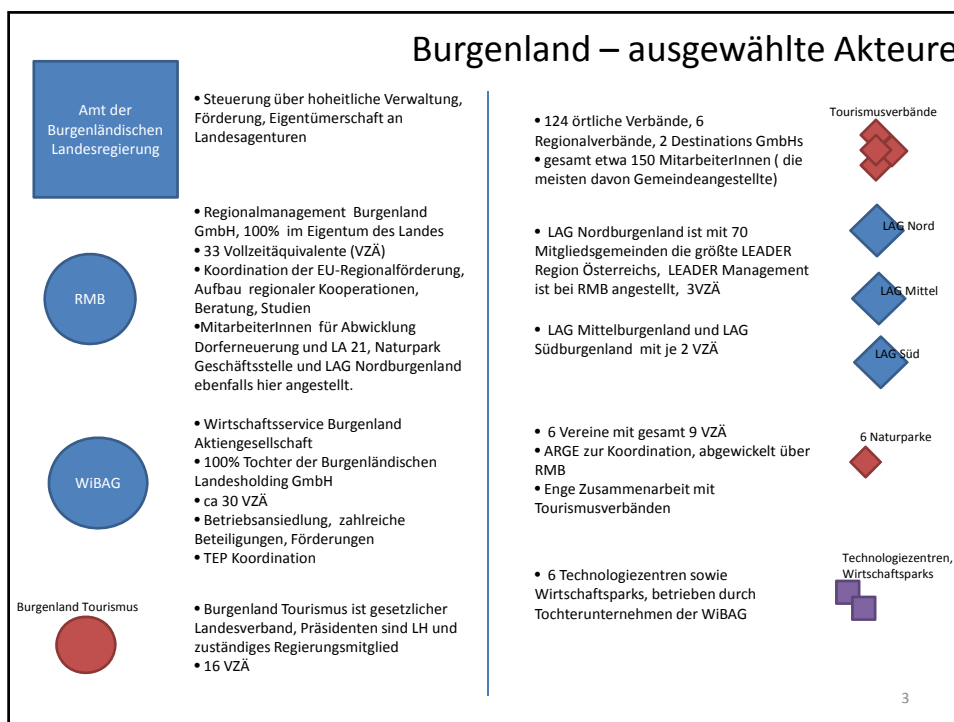 Burgenland – ausgewählte Akteure
Amt der
Burgenländischen
Landesregierung
• Steuerung über hoheitliche Verwaltung,
Förderung, Eigentümerschaft an
Landesagenturen
RMB
• Regionalmanagement Burgenland
GmbH, 100% im Eigentum des Landes
• 33 Vollzeitäquivalente (VZÄ)
• Koordination der EU-Regionalförderung,
Aufbau regionaler Kooperationen,
Beratung, Studien
•MitarbeiterInnen für Abwicklung
Dorferneuerung und LA 21, Naturpark
Geschäftsstelle und LAG Nordburgenland
ebenfalls hier angestellt.
WiBAG
• Wirtschaftsservice Burgenland
Aktiengesellschaft
• 100% Tochter der Burgenländischen
Landesholding GmbH
• ca 30 VZÄ
• Betriebsansiedlung, zahlreiche
Beteiligungen, Förderungen
• TEP Koordination
Burgenland Tourismus
• Burgenland Tourismus ist gesetzlicher
Landesverband, Präsidenten sind LH und
zuständiges Regierungsmitglied
• 16 VZÄ
• 124 örtliche Verbände, 6
Regionalverbände, 2 Destinations GmbHs
• gesamt etwa 150 MitarbeiterInnen ( die
meisten davon Gemeindeangestellte)
Tourismusverbände
• LAG Nordburgenland ist mit 70
Mitgliedsgemeinden die größte LEADER
Region Österreichs, LEADER Management
ist bei RMB angestellt, 3VZÄ
• LAG Mittelburgenland und LAG
Südburgenland mit je 2 VZÄ
LAG Nord
LAG Mittel
LAG Süd
• 6 Vereine mit gesamt 9 VZÄ
• ARGE zur Koordination, abgewickelt über
RMB
• Enge Zusammenarbeit mit
Tourismusverbänden
6 Naturparke
• 6 Technologiezentren sowie
Wirtschaftsparks, betrieben durch
Tochterunternehmen der WiBAG
Technologiezentren,
Wirtschaftsparks
3